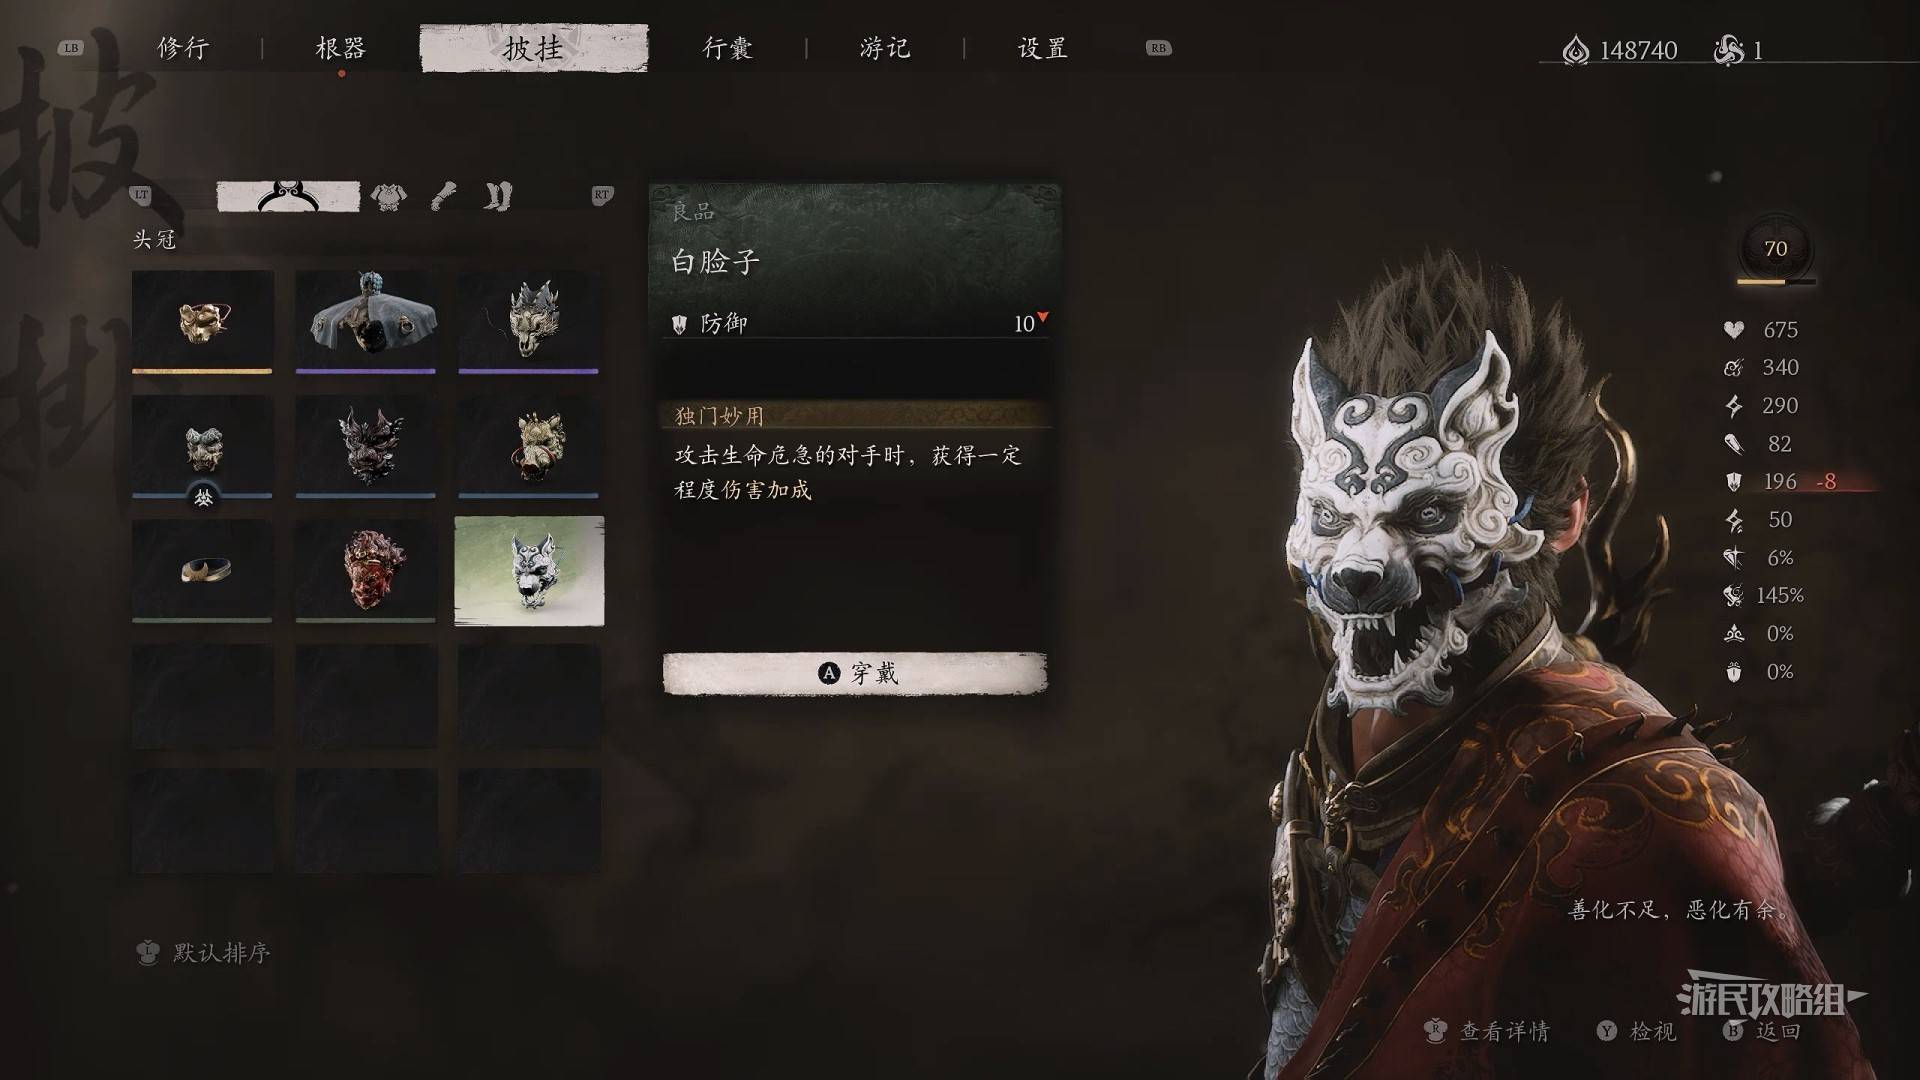 LB 修行 根器 披挂 行囊 游记 设置 RB
148740 1
披挂
LT RT
头冠
良品
白脸子
防御 10
独门妙用
攻击生命危急的对手时，获得一定
程度伤害加成
A 穿戴
70
675
340
290
82
196 -8
50
6%
145%
0%
0%
善化不足，恶化有余。
L 默认排序
游民攻略组
R 查看详情 Y 检视 B 返回